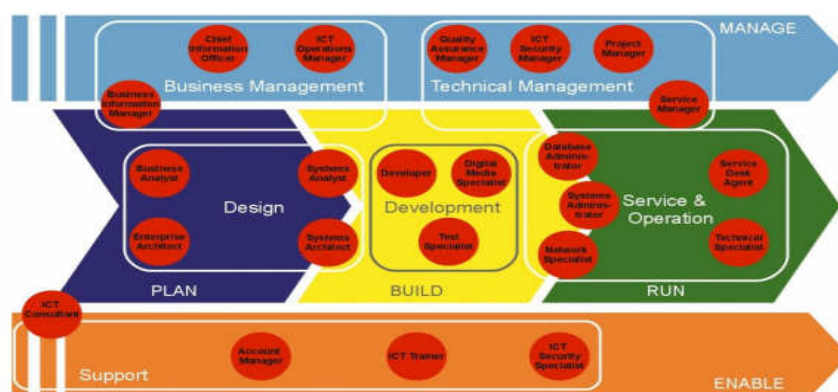 MANAGE
Chief
Information
Officer
ICT
Operations
Manager
Quality
Assurance
Manager
ICT
Security
Manager
Project
Manager
Business Management
Technical Management
Business
Information
Manager
Service
Manager
Business
Analyst
Systems
Analyst
Developer
Digital
Media
Specialist
Database
Adminis-
trator
Service
Desk
Agent
Design
Development
Systems
Adminis-
trator
Service &
Operation
Enterprise
Architect
Systems
Architect
Test
Specialist
Network
Specialist
Technical
Specialist
PLAN
BUILD
RUN
ICT
Consultant
Account
Manager
ICT Trainer
ICT
Security
Specialist
Support
ENABLE